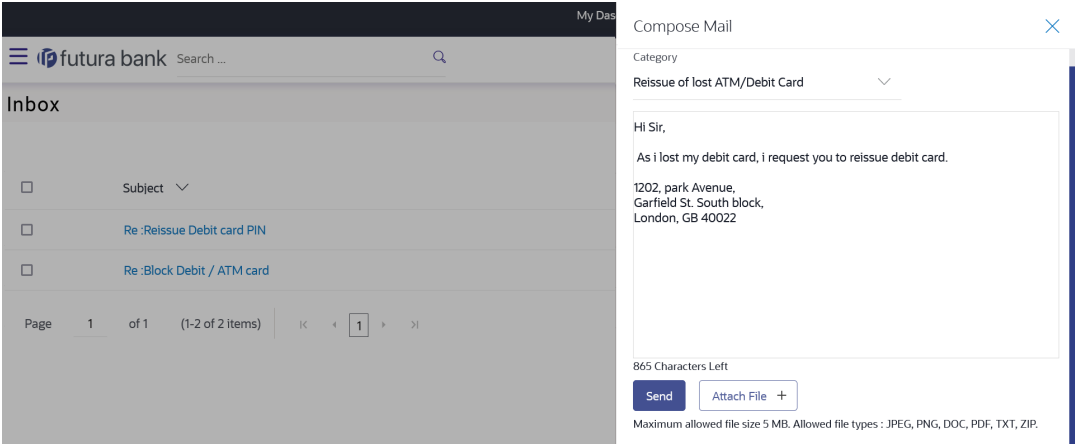 My Das
futura bank Search ...
Inbox
Subject
Re :Reissue Debit card PIN
Re :Block Debit / ATM card
Page 1 of 1 (1-2 of 2 items) 1
Compose Mail
Category
Reissue of lost ATM/Debit Card
Hi Sir,
As i lost my debit card, i request you to reissue debit card.
1202, park Avenue,
Garfield St. South block,
London, GB 40022
865 Characters Left
Send Attach File +
Maximum allowed file size 5 MB. Allowed file types : JPEG, PNG, DOC, PDF, TXT, ZIP.